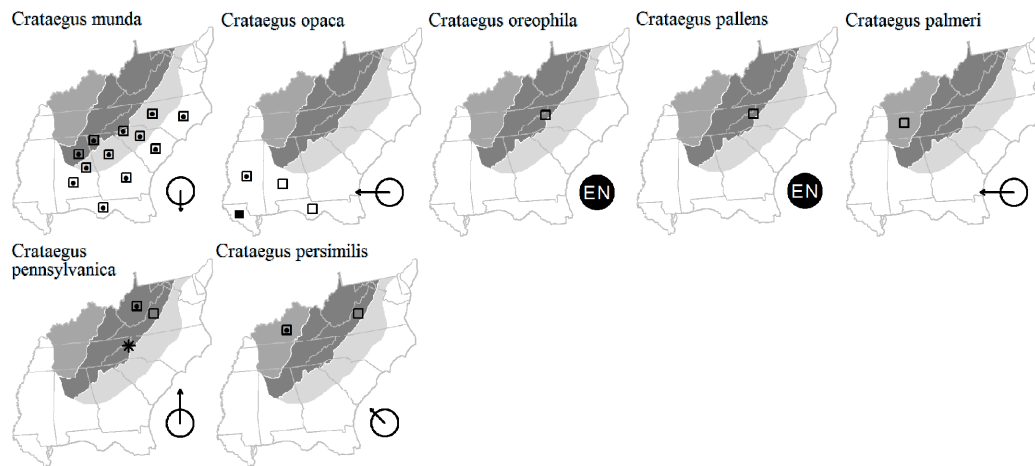 Crataegus munda
Crataegus opaca
Crataegus oreophila
Crataegus pallens
Crataegus palmeri
EN
EN
Crataegus
pennsylvanica
Crataegus persimilis